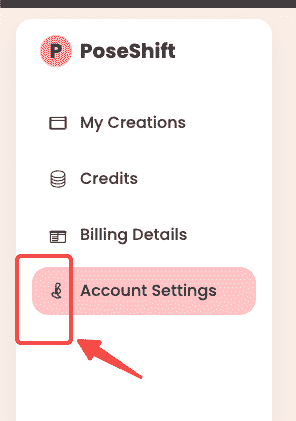 P PoseShift
My Creations
Credits
Billing Details
Account Settings